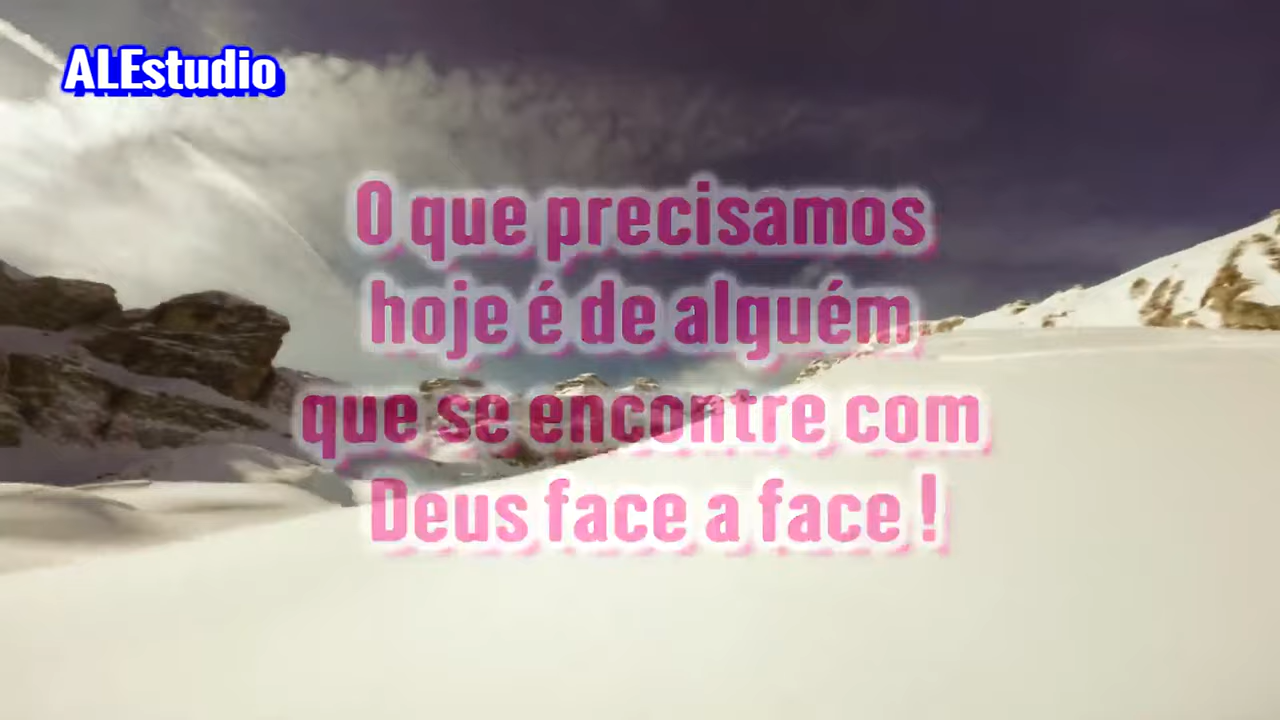 ALEstudio
O que precisamos
hoje é de alguém
que se encontre com
Deus face a face !